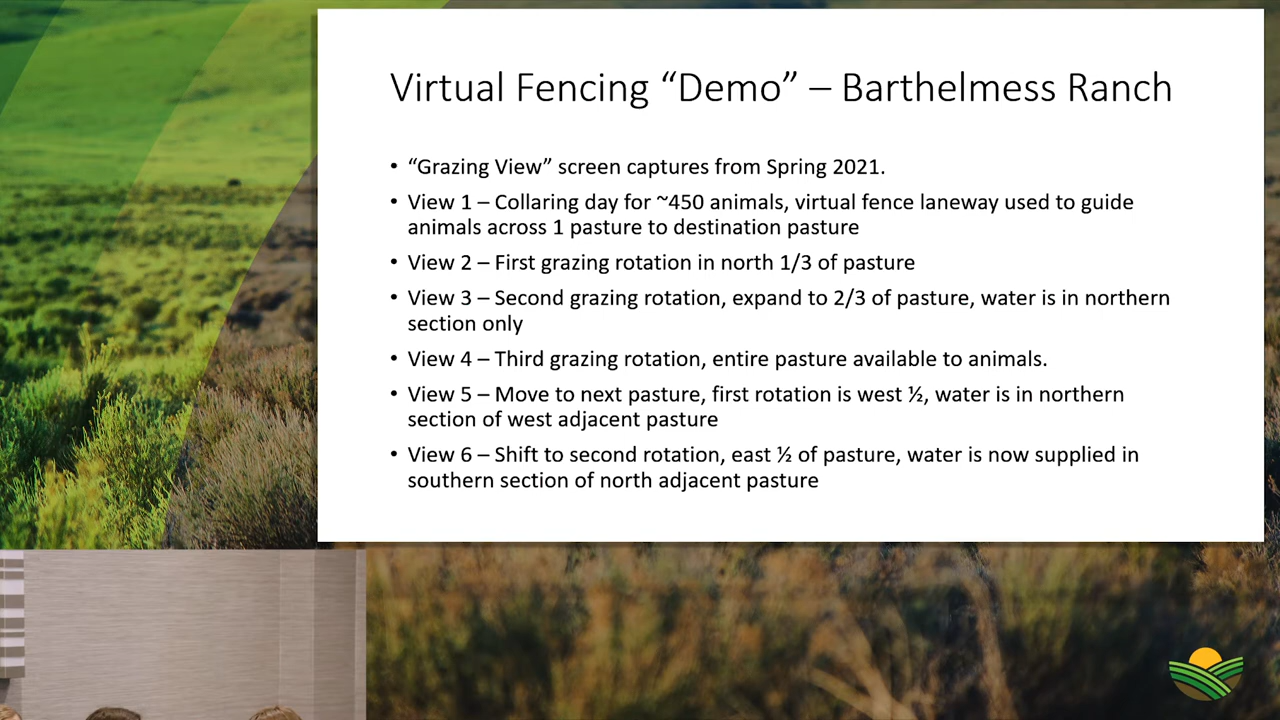 Virtual Fencing “Demo” – Barthelmess Ranch
• “Grazing View” screen captures from Spring 2021.
• View 1 – Collaring day for ~450 animals, virtual fence laneway used to guide
animals across 1 pasture to destination pasture
• View 2 – First grazing rotation in north 1/3 of pasture
• View 3 – Second grazing rotation, expand to 2/3 of pasture, water is in northern
section only
• View 4 – Third grazing rotation, entire pasture available to animals.
• View 5 – Move to next pasture, first rotation is west ½, water is in northern
section of west adjacent pasture
• View 6 – Shift to second rotation, east ½ of pasture, water is now supplied in
southern section of north adjacent pasture